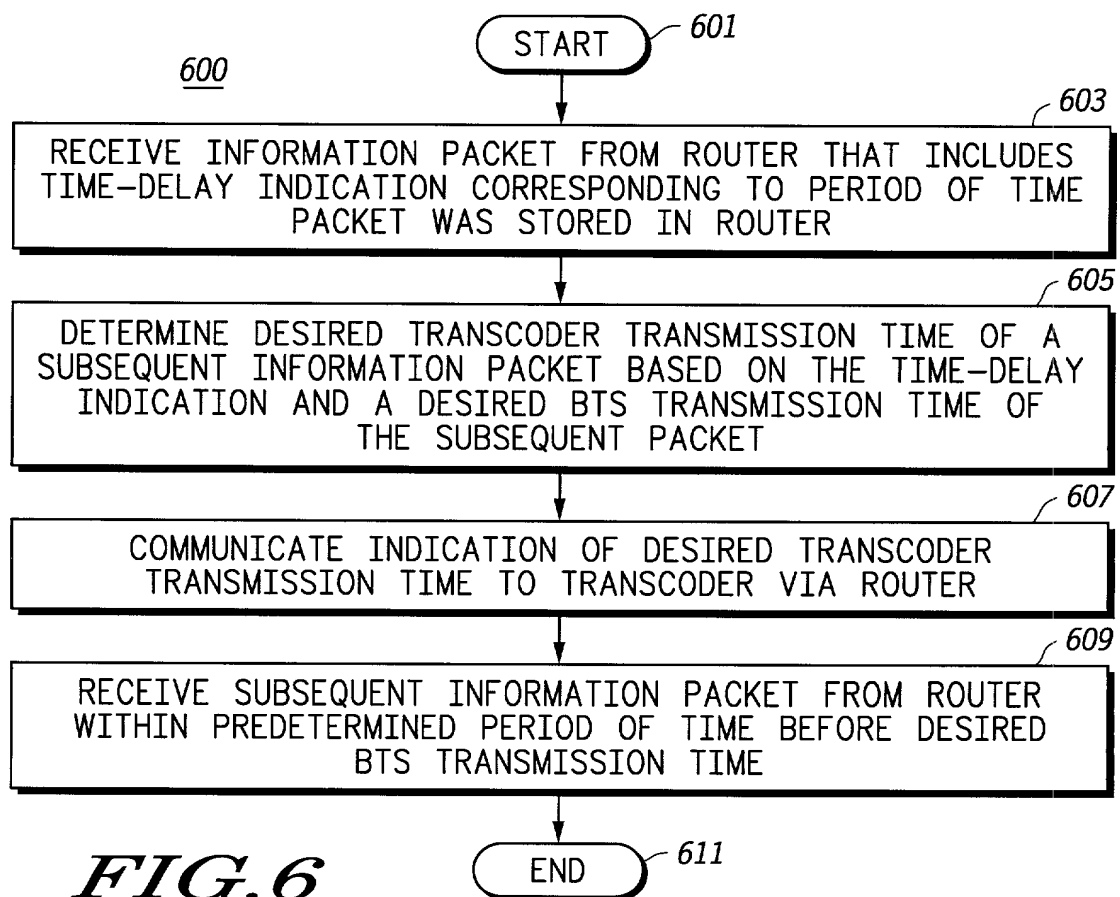 START
601
600
603
RECEIVE INFORMATION PACKET FROM ROUTER THAT INCLUDES
TIME-DELAY INDICATION CORRESPONDING TO PERIOD OF TIME
PACKET WAS STORED IN ROUTER
605
DETERMINE DESIRED TRANSCODER TRANSMISSION TIME OF A
SUBSEQUENT INFORMATION PACKET BASED ON THE TIME-DELAY
INDICATION AND A DESIRED BTS TRANSMISSION TIME OF
THE SUBSEQUENT PACKET
607
COMMUNICATE INDICATION OF DESIRED TRANSCODER
TRANSMISSION TIME TO TRANSCODER VIA ROUTER
609
RECEIVE SUBSEQUENT INFORMATION PACKET FROM ROUTER
WITHIN PREDETERMINED PERIOD OF TIME BEFORE DESIRED
BTS TRANSMISSION TIME
END
611
FIG.6